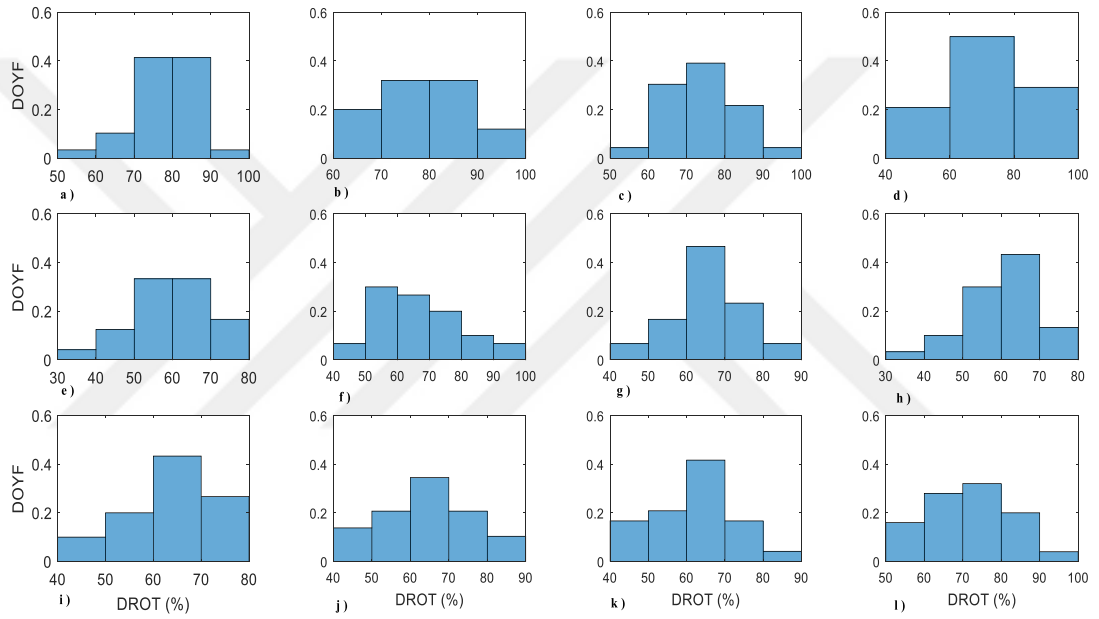 DOYF
0.6 0.6 0.6 0.6
0.4 0.4 0.4 0.4
0.2 0.2 0.2 0.2
0 0 0 0
50 60 70 80 90 100 60 70 80 90 100 50 60 70 80 90 100 40 60 80 100
a ) b ) c ) d )
DOYF
0.6 0.6 0.6 0.6
0.4 0.4 0.4 0.4
0.2 0.2 0.2 0.2
0 0 0 0
30 40 50 60 70 80 40 50 60 70 80 90 100 40 50 60 70 80 90 30 40 50 60 70 80
e ) f ) g ) h )
DOYF
0.6 0.6 0.6 0.6
0.4 0.4 0.4 0.4
0.2 0.2 0.2 0.2
0 0 0 0
40 50 60 70 80 40 50 60 70 80 90 40 50 60 70 80 90 50 60 70 80 90 100
i ) DROT (%) j ) DROT (%) k ) DROT (%) l ) DROT (%)